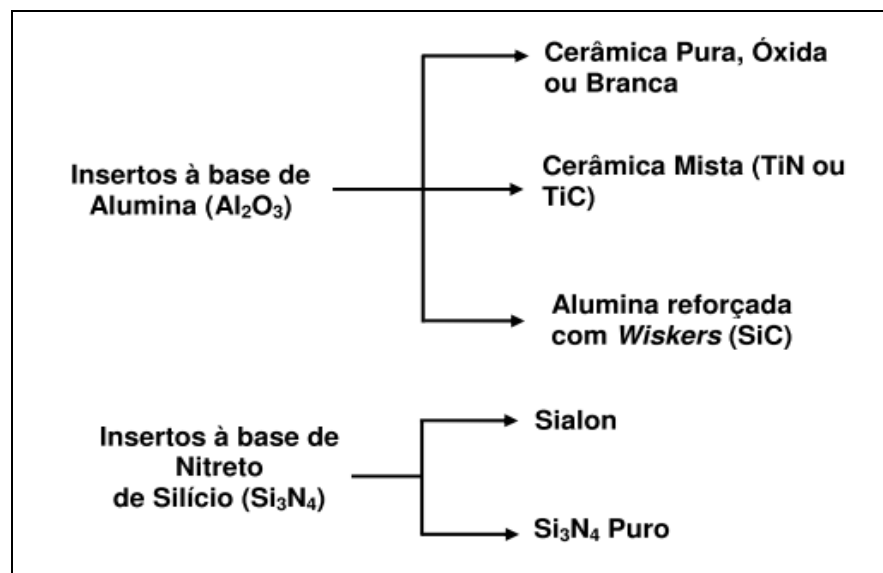 Cerâmica Pura, Óxida
ou Branca
Insertos à base de
Alumina (Al₂O₃)
Cerâmica Mista (TiN ou
TiC)
Alumina reforçada
com Wiskers (SiC)
Insertos à base de
Nitreto
de Silício (Si₃N₄)
Sialon
Si₃N₄ Puro